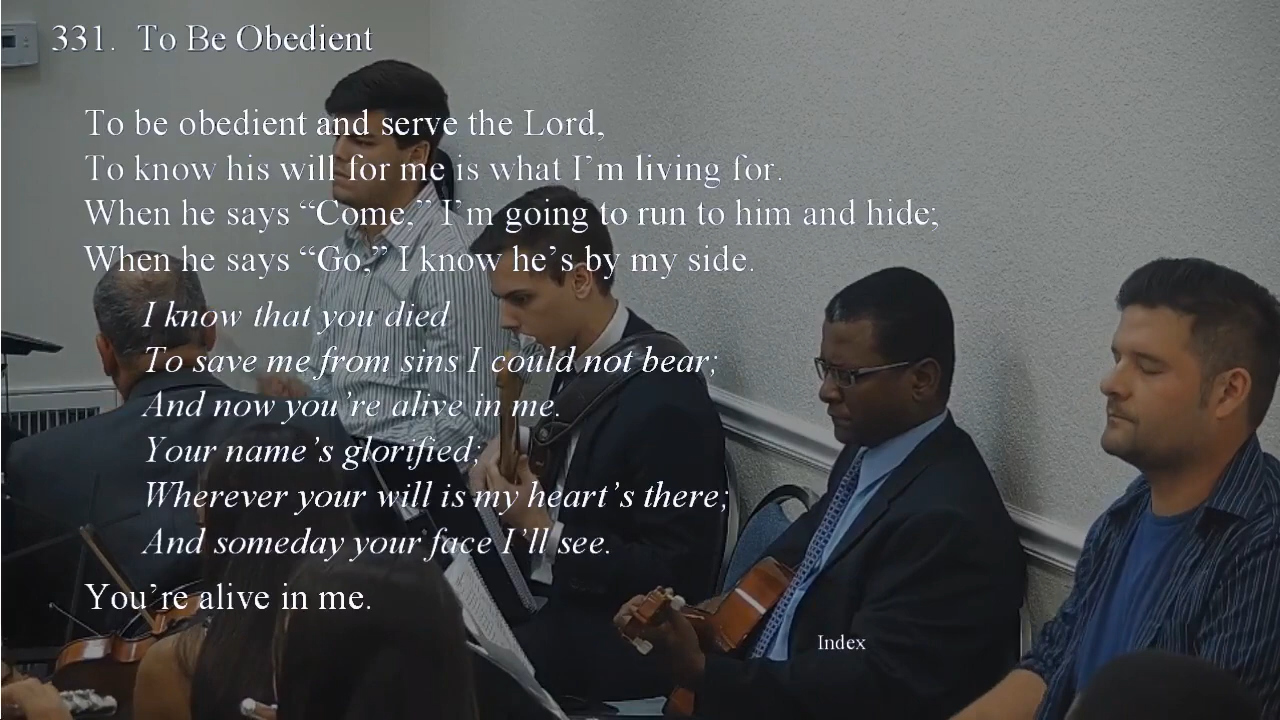 331. To Be Obedient
To be obedient and serve the Lord,
To know his will for me is what I’m living for.
When he says “Come,” I’m going to run to him and hide;
When he says “Go,” I know he’s by my side.
I know that you died
To save me from sins I could not bear;
And now you’re alive in me.
Your name’s glorified;
Wherever your will is my heart’s there;
And someday your face I’ll see.
You’re alive in me.
Index